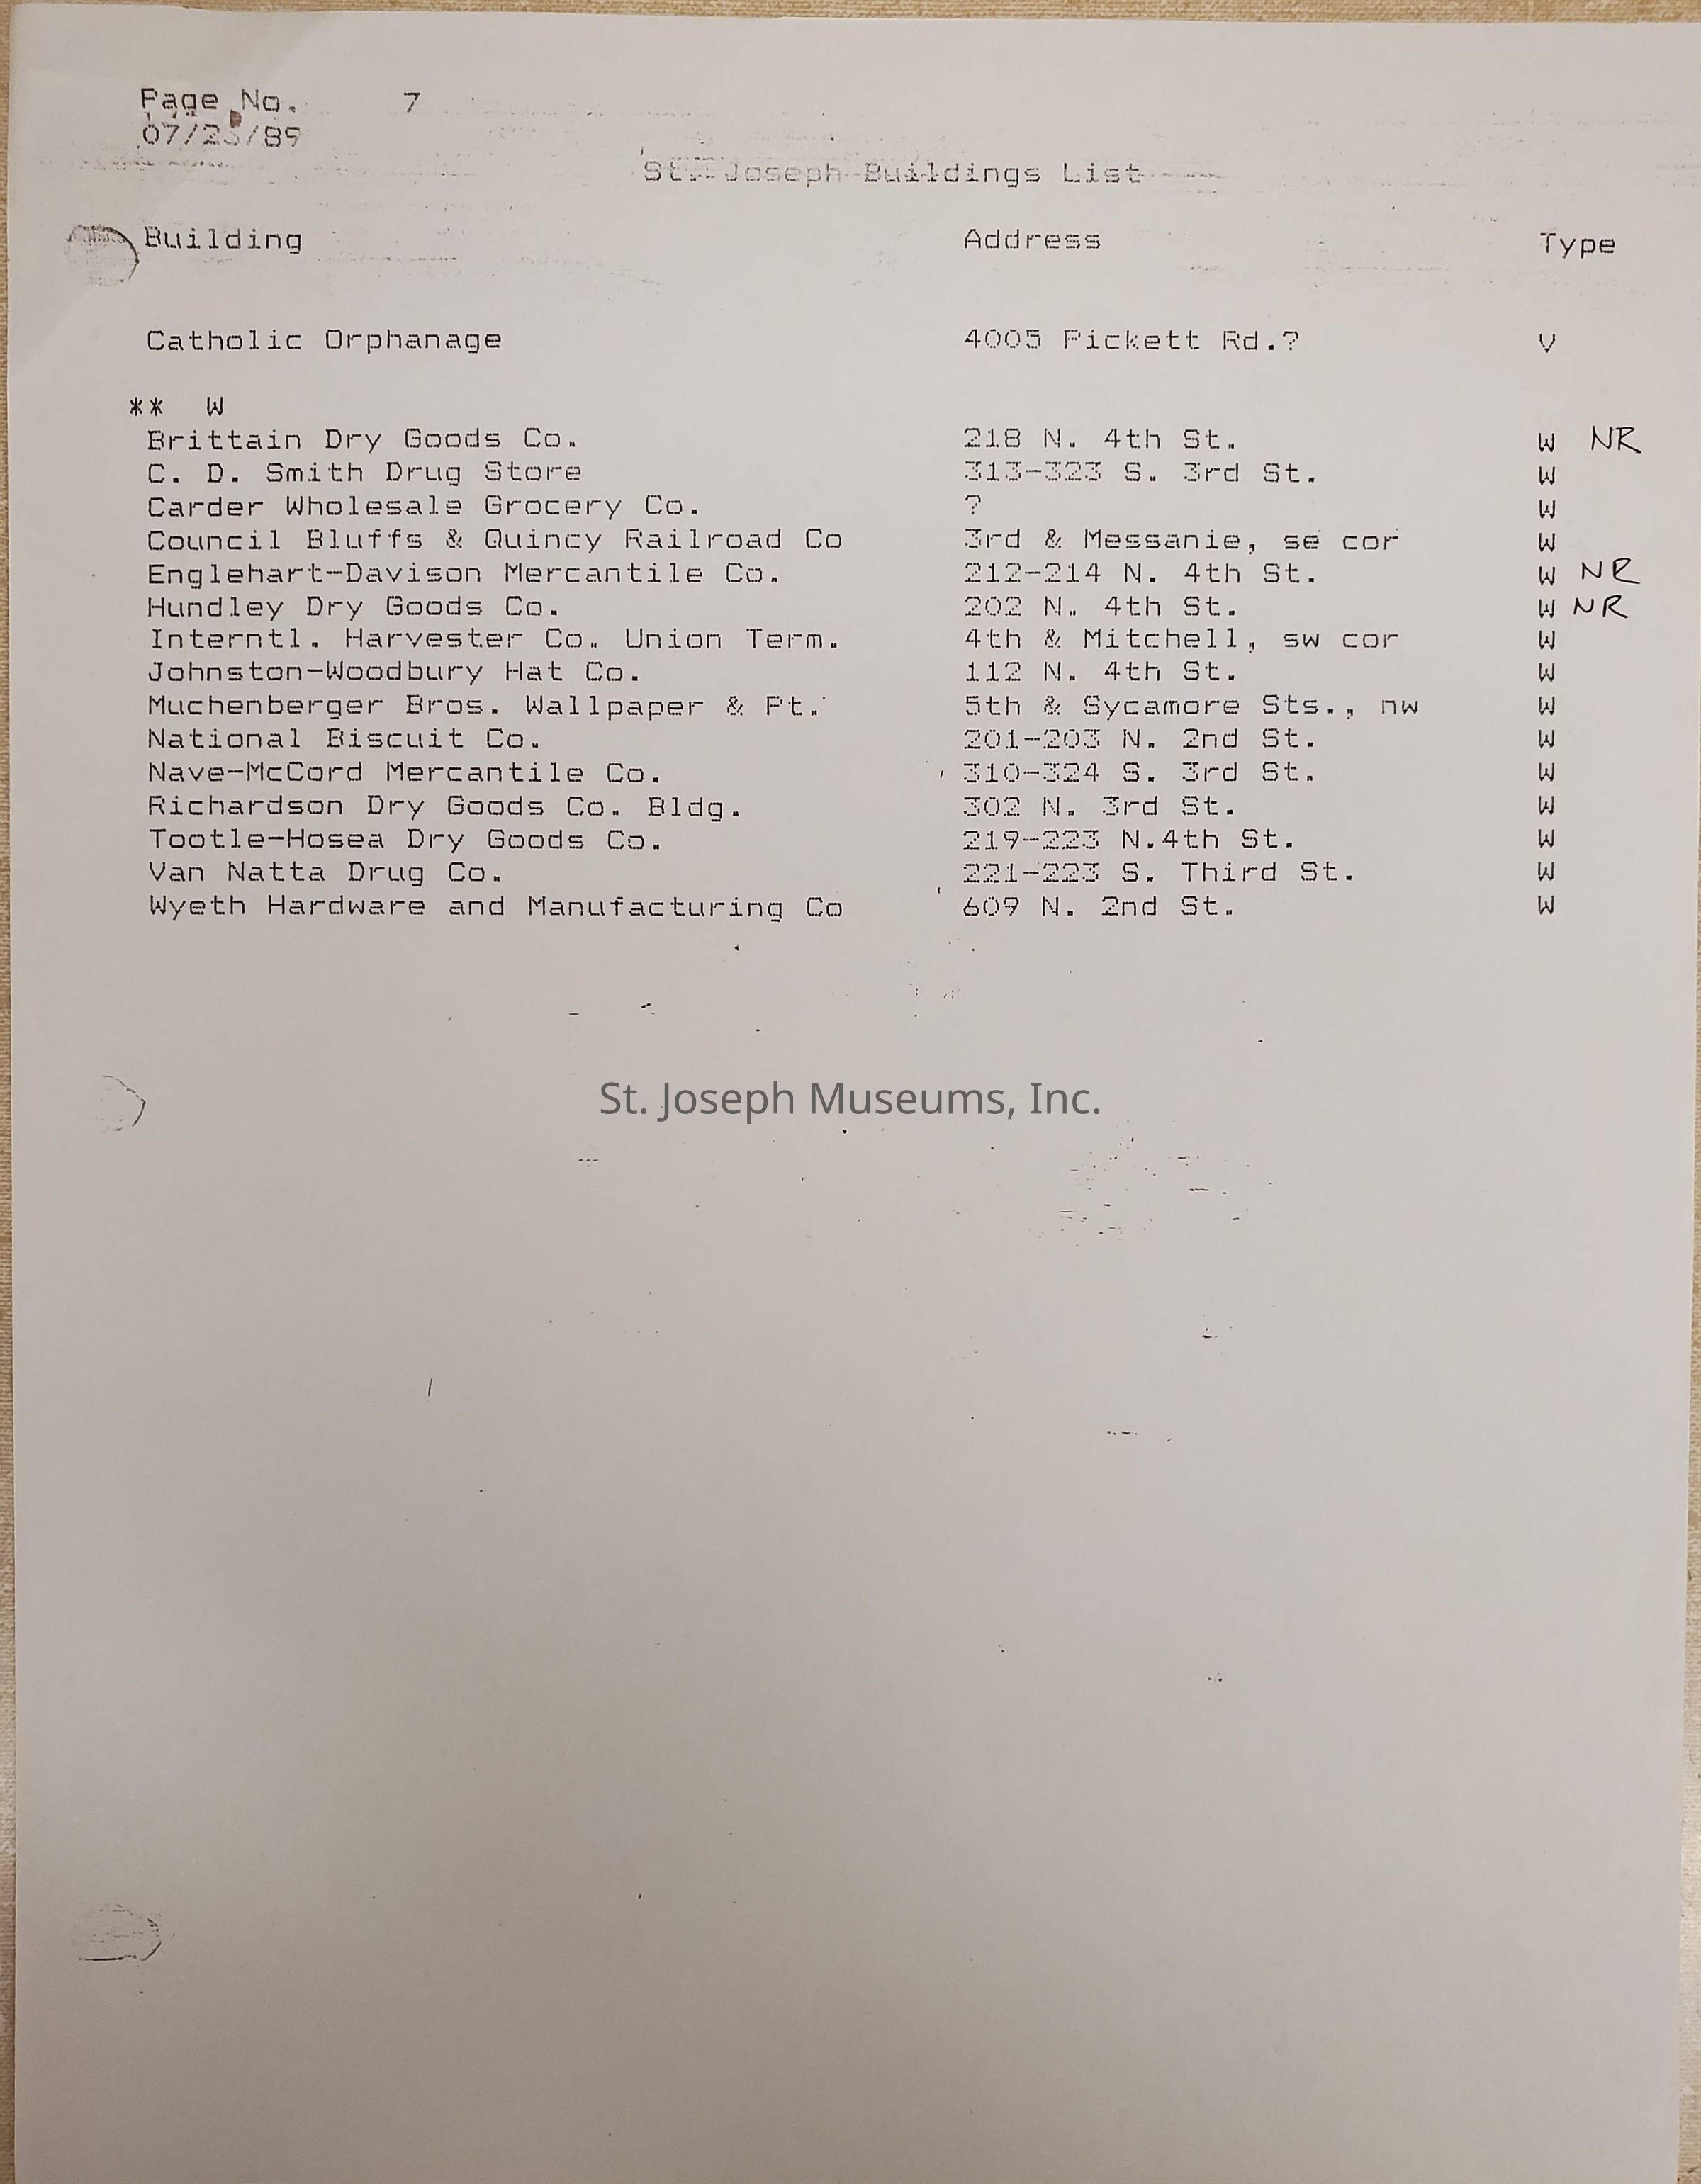 Page No. 7
07/23/89
St. Joseph Buildings List
Building Address Type
Catholic Orphanage 4005 Pickett Rd.? V
** W
Brittain Dry Goods Co. 218 N. 4th St. W NR
C. D. Smith Drug Store 313-323 S. 3rd St. W
Carder Wholesale Grocery Co. ? W
Council Bluffs & Quincy Railroad Co 3rd & Messanie, se cor W
Englehart-Davison Mercantile Co. 212-214 N. 4th St. W NR
Hundley Dry Goods Co. 202 N. 4th St. W NR
Interntl. Harvester Co. Union Term. 4th & Mitchell, sw cor W
Johnston-Woodbury Hat Co. 112 N. 4th St. W
Muchenberger Bros. Wallpaper & Pt. 5th & Sycamore Sts., nw W
National Biscuit Co. 201-203 N. 2nd St. W
Nave-McCord Mercantile Co. 310-324 S. 3rd St. W
Richardson Dry Goods Co. Bldg. 302 N. 3rd St. W
Tootle-Hosea Dry Goods Co. 219-223 N.4th St. W
Van Natta Drug Co. 221-223 S. Third St. W
Wyeth Hardware and Manufacturing Co 609 N. 2nd St. W
St. Joseph Museums, Inc.